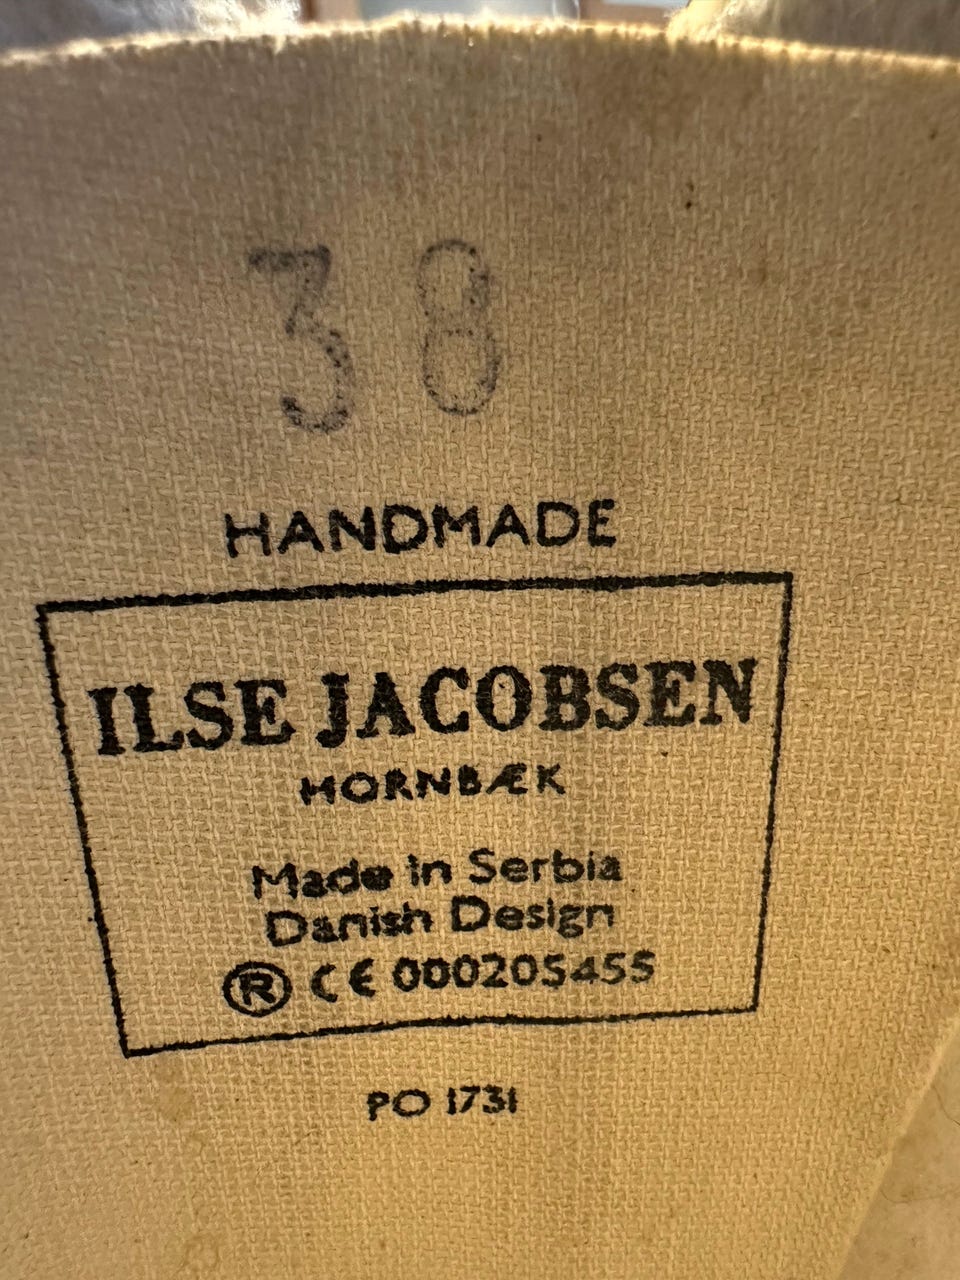 38
HANDMADE
ILSE JACOBSEN
HORNBÆK
Made in Serbia
Danish Design
® CE 000205455
PO 1731